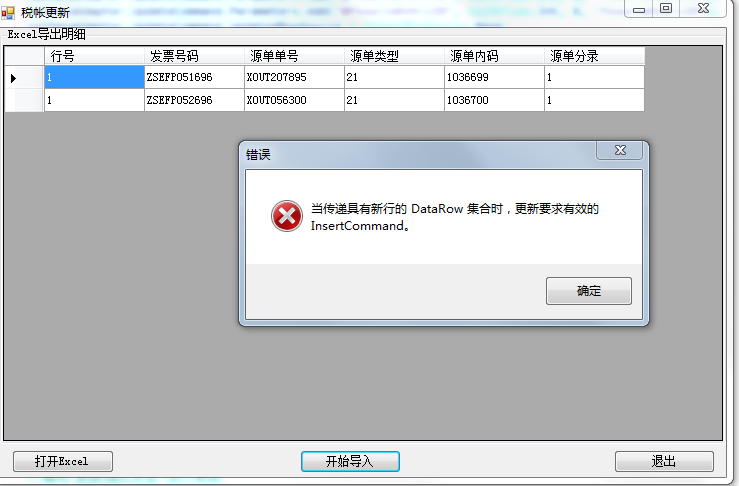 税帐更新
Excel导出明细
行号 发票号码 源单单号 源单类型 源单内码 源单分录
1 ZSEFP051696 XOUT207895 21 1036699 1
1 ZSEFP052696 XOUT056300 21 1036700 1
错误
当传递具有新行的 DataRow 集合时，更新要求有效的
InsertCommand。
确定
打开Excel 开始导入 退出